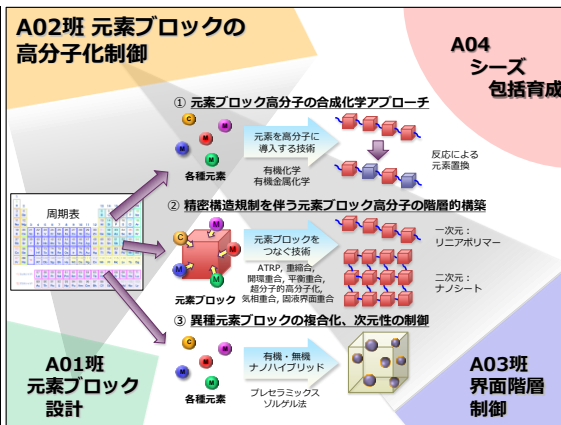 A02班 元素ブロックの
高分子化制御
A04
シーズ
包括育成
① 元素ブロック高分子の合成化学アプローチ
C
M
M
M
M
各種元素
元素を高分子に
導入する技術
有機化学
有機金属化学
反応による
元素置換
周期表
② 精密構造規制を伴う元素ブロック高分子の階層的構築
C
M
M
M
M
元素ブロック
元素ブロックを
つなぐ技術
ATRP, 重縮合,
開環重合, 平衡重合,
超分子的高分子化,
気相重合, 固液界面重合
一次元：
リニアポリマー
二次元：
ナノシート
③ 異種元素ブロックの複合化、次元性の制御
C
M
M
M
M
各種元素
有機・無機
ナノハイブリッド
プレセラミックス
ゾルゲル法
A01班
元素ブロック
設計
A03班
界面階層
制御